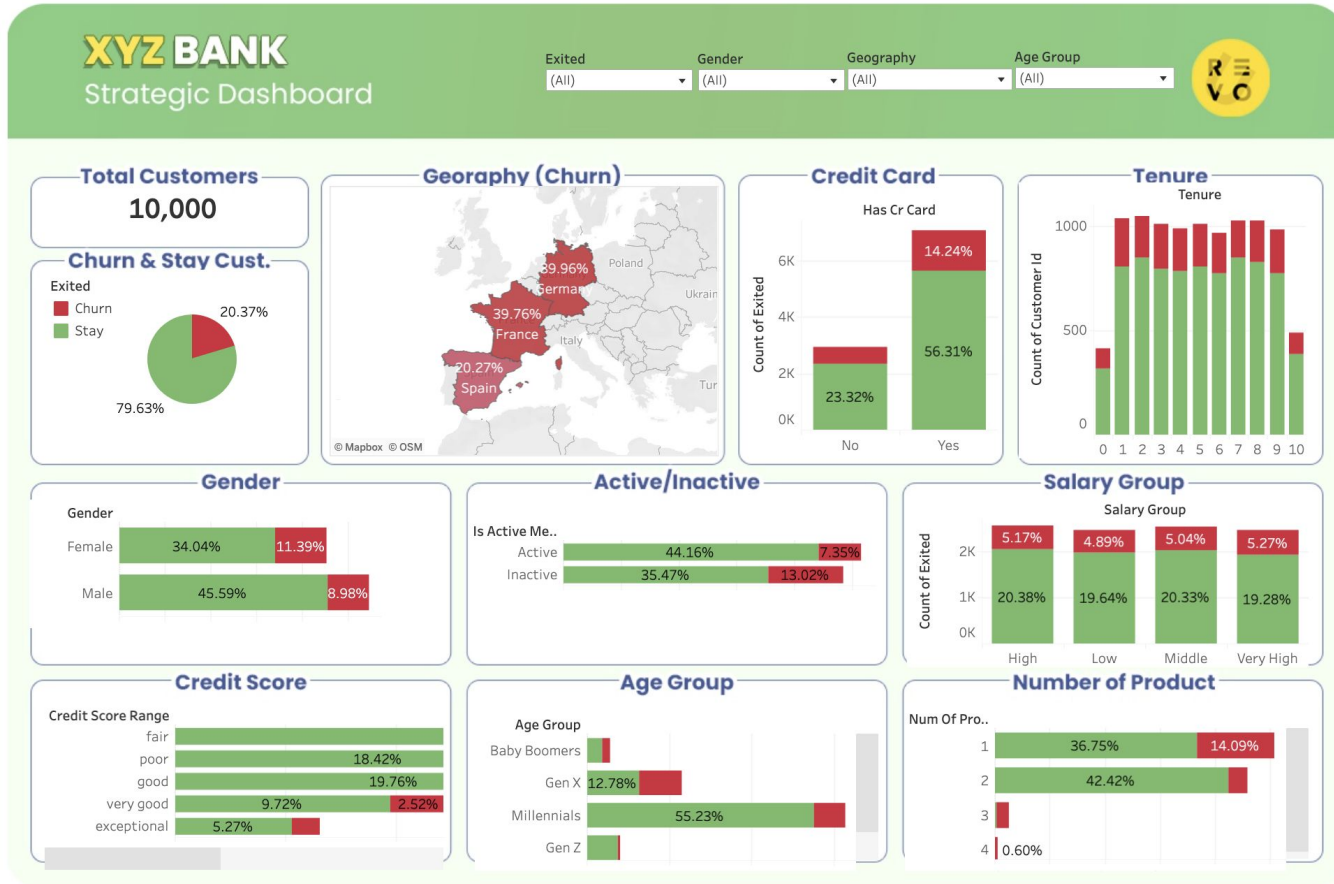 XYZ BANK
Strategic Dashboard
Exited
(All)
Gender
(All)
Geography
(All)
Age Group
(All)
R E
V O
Total Customers
10,000
Churn & Stay Cust.
Exited
Churn
Stay
20.37%
79.63%
Georaphy (Churn)
39.96%
Germany
39.76%
France
20.27%
Spain
Poland
Ukrain
Italy
Tur
© Mapbox © OSM
Credit Card
Has Cr Card
Count of Exited
6K
4K
2K
0K
14.24%
56.31%
23.32%
No
Yes
Tenure
Tenure
Count of Customer Id
1000
500
0
0 1 2 3 4 5 6 7 8 9 10
Gender
Gender
Female 34.04% 11.39%
Male 45.59% 8.98%
Active/Inactive
Is Active Me..
Active 44.16% 7.35%
Inactive 35.47% 13.02%
Salary Group
Salary Group
Count of Exited
2K
1K
0K
5.17% 4.89% 5.04% 5.27%
20.38% 19.64% 20.33% 19.28%
High Low Middle Very High
Credit Score
Credit Score Range
fair
poor 18.42%
good 19.76%
very good 9.72% 2.52%
exceptional 5.27%
Age Group
Age Group
Baby Boomers
Gen X 12.78%
Millennials 55.23%
Gen Z
Number of Product
Num Of Pro..
1 36.75% 14.09%
2 42.42%
3
4 0.60%